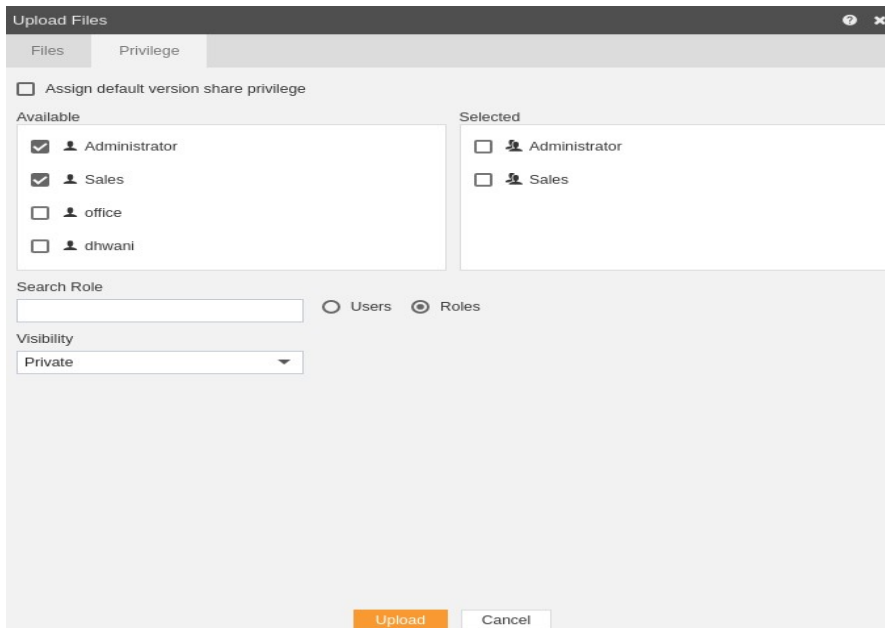 Upload Files
Files Privilege
Assign default version share privilege
Available
Administrator
Sales
office
dhwani
Selected
Administrator
Sales
Search Role
Users Roles
Visibility
Private
Upload Cancel